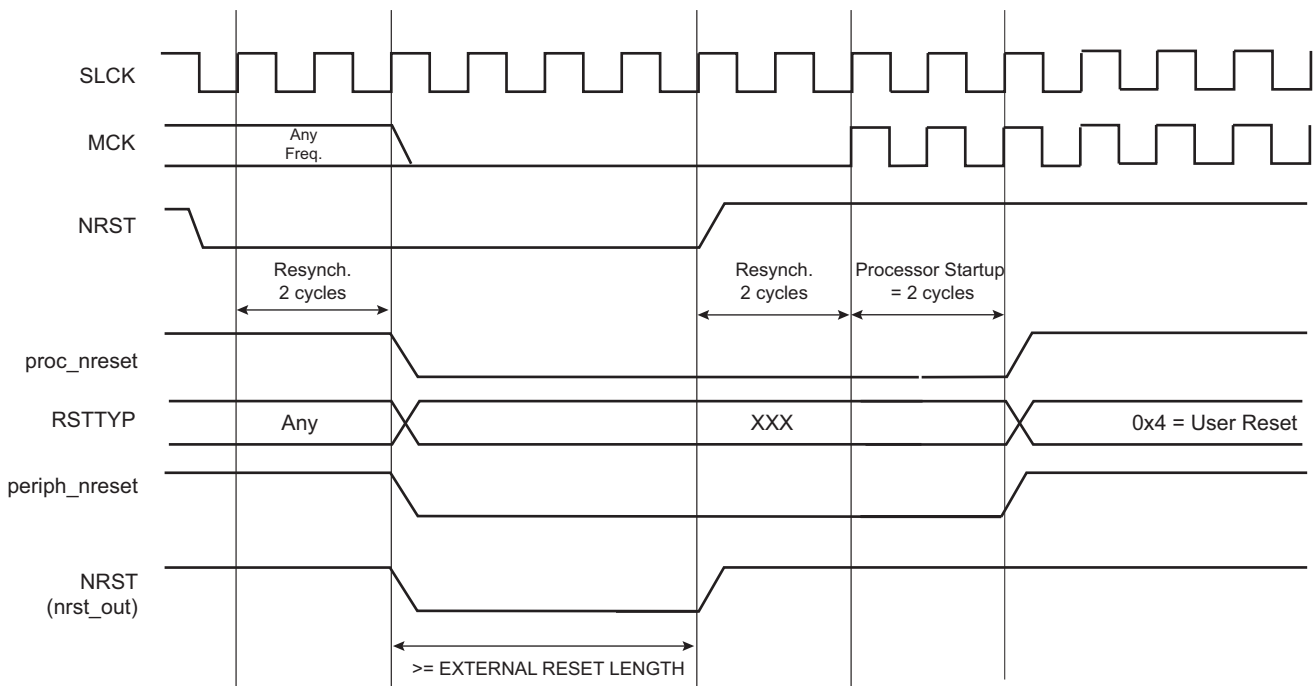 SLCK
MCK
Any
Freq.
NRST
Resynch.
2 cycles
Resynch.
2 cycles
Processor Startup
= 2 cycles
proc_nreset
RSTTYP
Any
XXX
0x4 = User Reset
periph_nreset
NRST
(nrst_out)
>= EXTERNAL RESET LENGTH